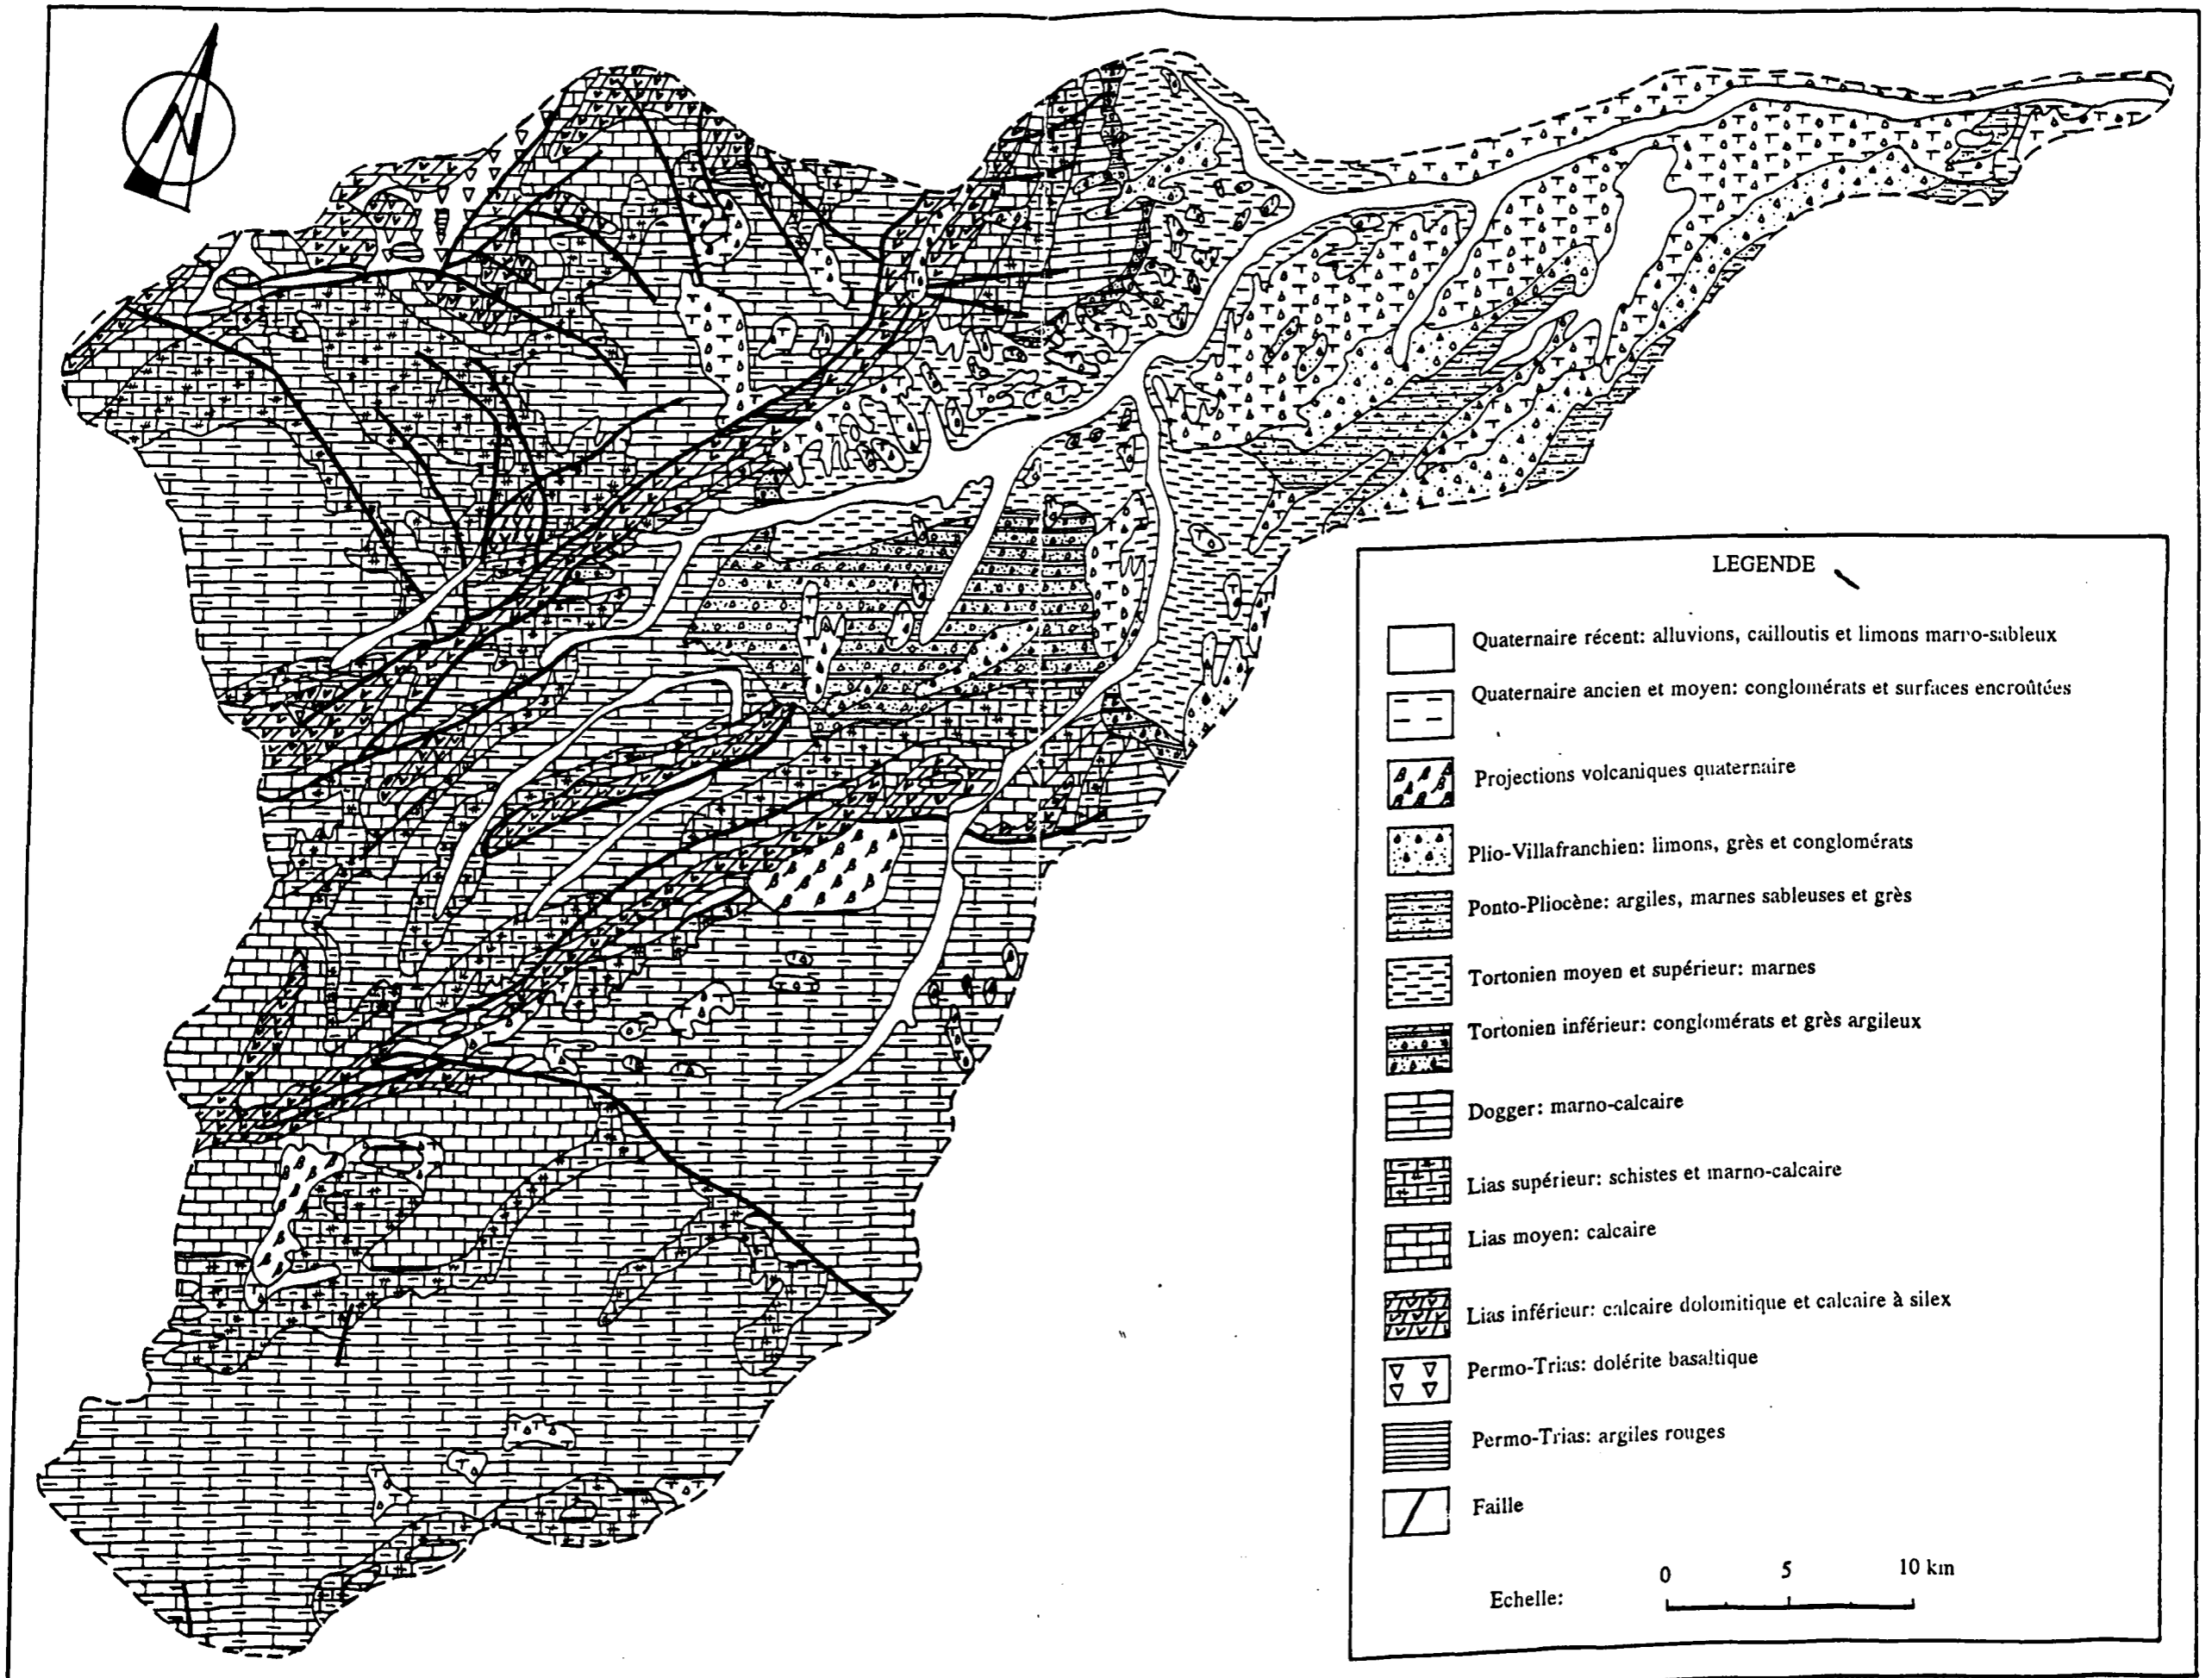 N
LEGENDE
Quaternaire récent: alluvions, cailloutis et limons marno-sableux
Quaternaire ancien et moyen: conglomérats et surfaces encroûtées
Projections volcaniques quaternaire
Plio-Villafranchien: limons, grès et conglomérats
Ponto-Pliocène: argiles, marnes sableuses et grès
Tortonien moyen et supérieur: marnes
Tortonien inférieur: conglomérats et grès argileux
Dogger: marno-calcaire
Lias supérieur: schistes et marno-calcaire
Lias moyen: calcaire
Lias inférieur: calcaire dolomitique et calcaire à silex
Permo-Trias: dolérite basaltique
Permo-Trias: argiles rouges
Faille
0 5 10 km
Echelle: